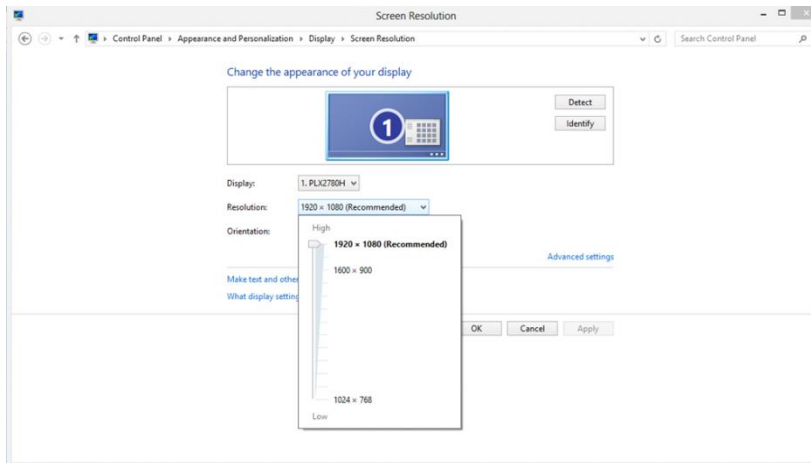 Screen Resolution
Control Panel Appearance and Personalization Display Screen Resolution Search Control Panel
Change the appearance of your display
1
Detect
Identify
Display: 1. PLX2780H
Resolution: 1920 × 1080 (Recommended)
Orientation: High
1920 × 1080 (Recommended)
Advanced settings
1600 × 900
Make text and other
What display setting
OK Cancel Apply
1024 × 768
Low